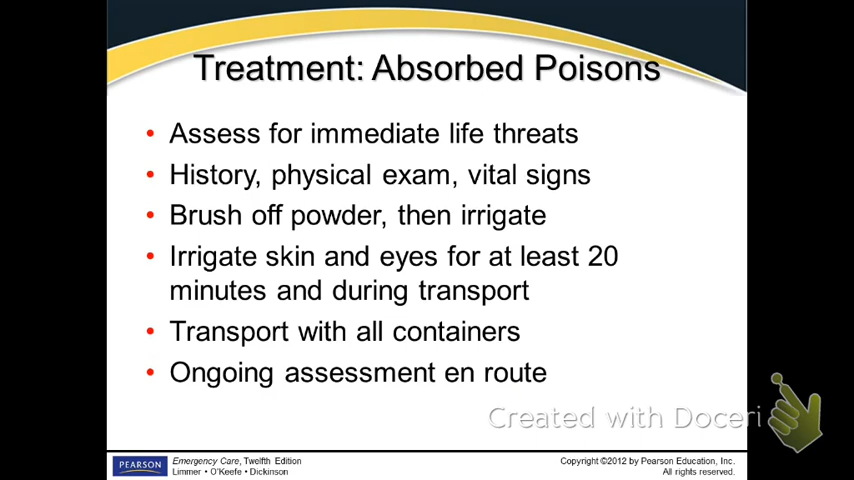 Treatment: Absorbed Poisons
• Assess for immediate life threats
• History, physical exam, vital signs
• Brush off powder, then irrigate
• Irrigate skin and eyes for at least 20
minutes and during transport
• Transport with all containers
• Ongoing assessment en route
Created with Doceri
PEARSON
Emergency Care, Twelfth Edition
Limmer • O'Keefe • Dickinson
Copyright ©2012 by Pearson Education, Inc.
All rights reserved.